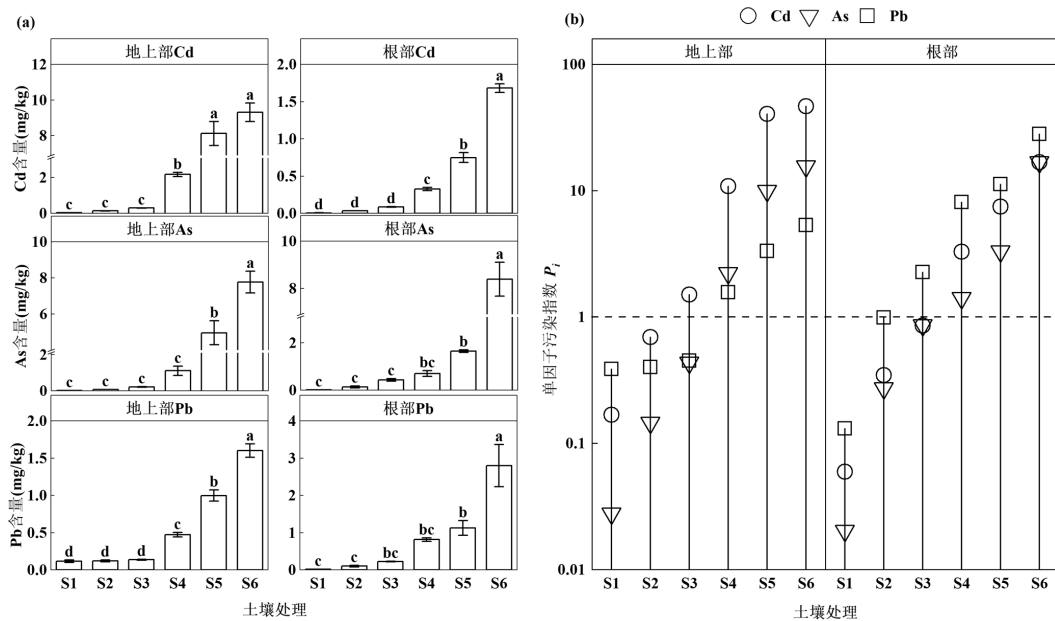 (a)
地上部Cd
根部Cd
Cd含量(mg/kg)
12
10
8
2
0
c
c
c
b
a
a
2.0
1.5
1.0
0.5
0.0
d
d
d
c
b
a
地上部As
根部As
As含量(mg/kg)
8
6
4
2
0
c
c
c
c
b
a
10
8
2
0
c
c
c
bc
b
a
地上部Pb
根部Pb
Pb含量(mg/kg)
2.0
1.5
1.0
0.5
0.0
d
d
d
c
b
a
4
3
2
1
0
c
c
bc
bc
b
a
S1 S2 S3 S4 S5 S6
S1 S2 S3 S4 S5 S6
土壤处理
(b)
Cd As Pb
地上部
根部
单因子污染指数 Pi
100
10
1
0.1
0.01
S1 S2 S3 S4 S5 S6 S1 S2 S3 S4 S5 S6
土壤处理